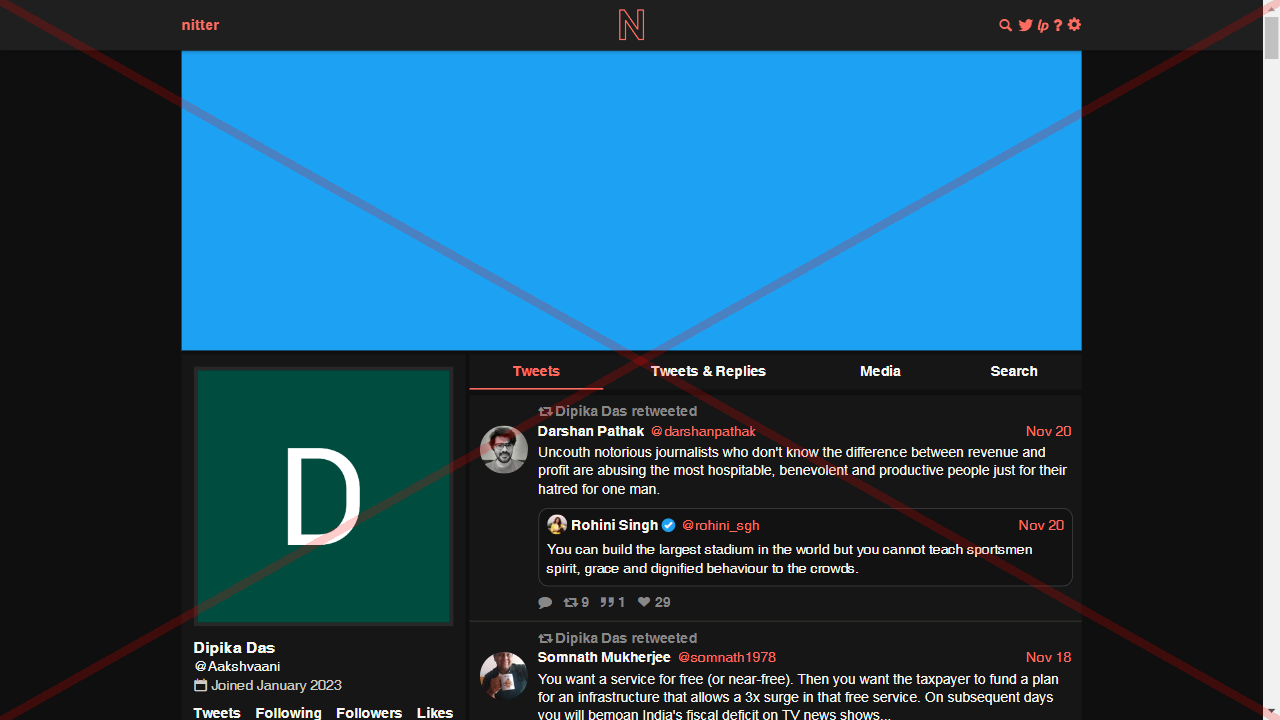 nitter
N
lp ?
Tweets Tweets & Replies Media Search
D
Dipika Das
@Aakshvaani
Joined January 2023
Tweets Following Followers Likes
Dipika Das retweeted
Darshan Pathak @darshanpathak Nov 20
Uncouth notorious journalists who don't know the difference between revenue and
profit are abusing the most hospitable, benevolent and productive people just for their
hatred for one man.
Rohini Singh @rohini_sgh Nov 20
You can build the largest stadium in the world but you cannot teach sportsmen
spirit, grace and dignified behaviour to the crowds.
9 1 29
Dipika Das retweeted
Somnath Mukherjee @somnath1978 Nov 18
You want a service for free (or near-free). Then you want the taxpayer to fund a plan
for an infrastructure that allows a 3x surge in that free service. On subsequent days
you will bemoan India's fiscal deficit on TV news shows...